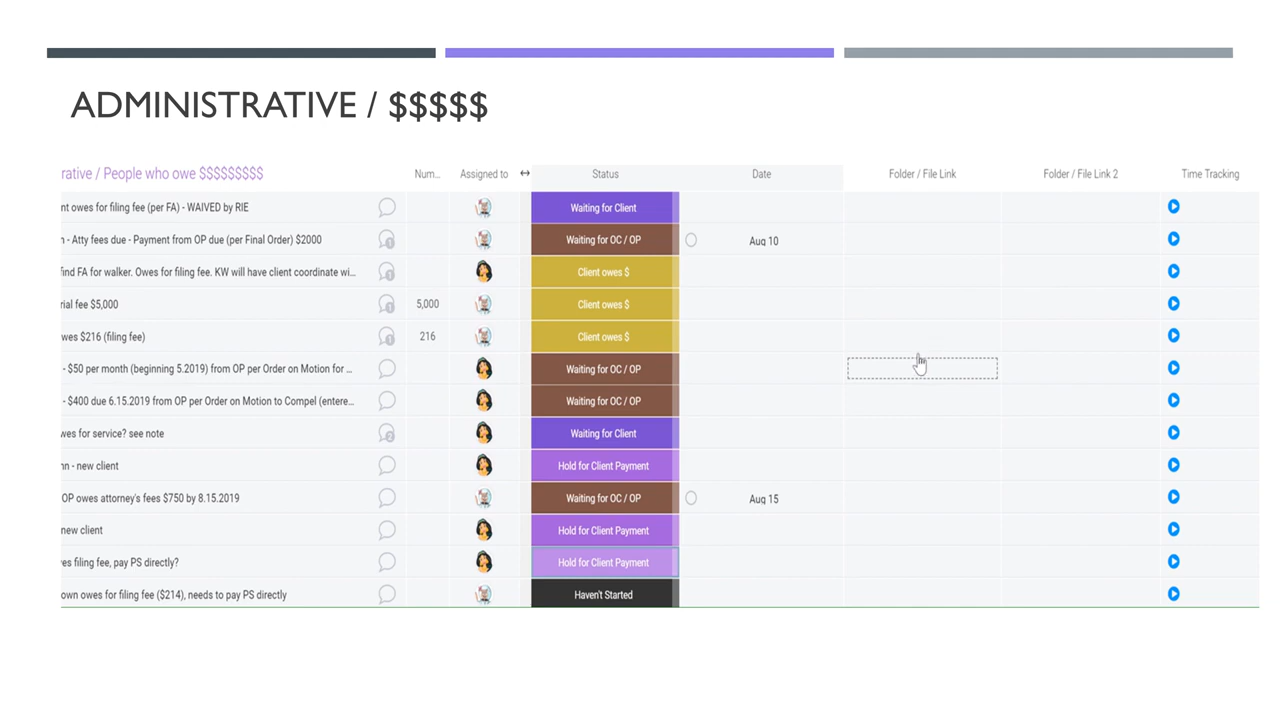 ADMINISTRATIVE / $$$$$
rative / People who owe $$$$$$$$$ Num... Assigned to Status Date Folder / File Link Folder / File Link 2 Time Tracking
nt owes for filing fee (per FA) - WAIVED by RIE Waiting for Client
n - Atty fees due - Payment from OP due (per Final Order) $2000 1 Waiting for OC / OP Aug 10
find FA for walker. Owes for filing fee. KW will have client coordinate wi... 1 Client owes $
rial fee $5,000 1 5,000 Client owes $
wes $216 (filing fee) 1 216 Client owes $
- $50 per month (beginning 5.2019) from OP per Order on Motion for ... Waiting for OC / OP
- $400 due 6.15.2019 from OP per Order on Motion to Compel (entere... Waiting for OC / OP
wes for service? see note 2 Waiting for Client
nn - new client Hold for Client Payment
OP owes attorney's fees $750 by 8.15.2019 Waiting for OC / OP Aug 15
new client Hold for Client Payment
es filing fee, pay PS directly? Hold for Client Payment
own owes for filing fee ($214), needs to pay PS directly Haven't Started